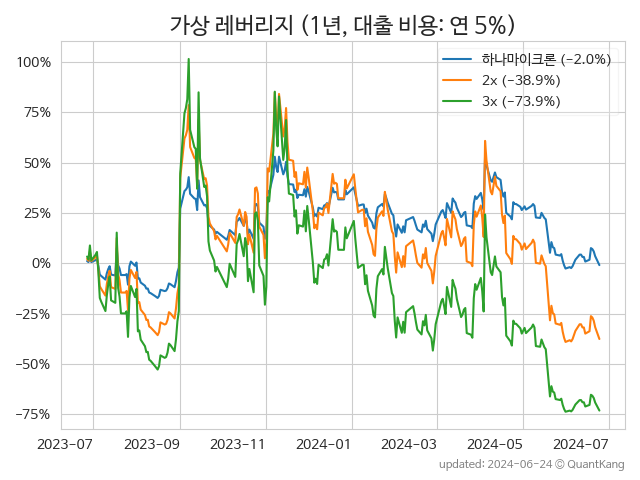 가상 레버리지 (1년, 대출 비용: 연 5%)
하나마이크론 (−2.0%)
2x (−38.9%)
3x (−73.9%)
100%
75%
50%
25%
0%
−25%
−50%
−75%
2023-07 2023-09 2023-11 2024-01 2024-03 2024-05 2024-07
updated: 2024-06-24 © QuantKang